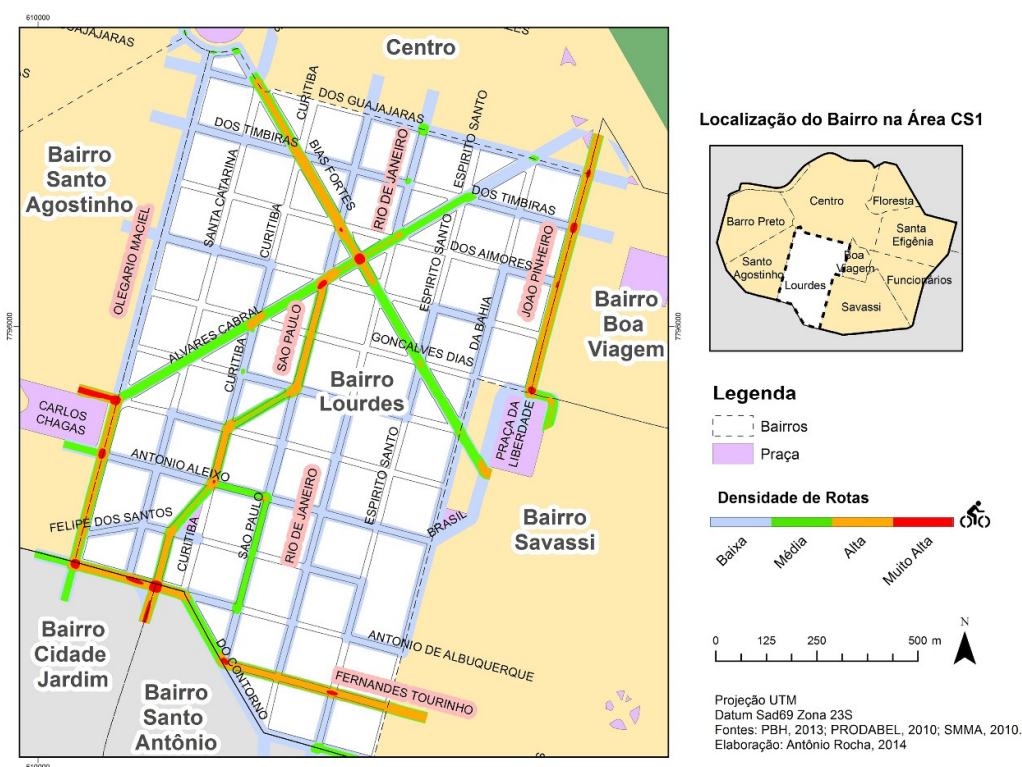 610000
GUAJAJARAS
Centro
CURITIBA
DOS GUAJAJARAS
ESPIRITO SANTO
DOS TIMBIRAS
BIAS FORTES
RIO DE JANEIRO
Bairro
Santo
Agostinho
SANTA CATARINA
CURITIBA
DOS TIMBIRAS
OLEGARIO MACIEL
ESPIRITO SANTO
DOS AIMORES
JOAO PINHEIRO
Bairro
Boa
Viagem
7796000
7796000
ALVARES CABRAL
SAO PAULO
DA BAHIA
GONCALVES DIAS
CURITIBA
Bairro
Lourdes
CARLOS
CHAGAS
PRAÇA DA
LIBERDADE
ANTONIO ALEIXO
ESPIRITO SANTO
FELIPE DOS SANTOS
CURITIBA
SAO PAULO
RIO DE JANEIRO
BRASIL
Bairro
Savassi
Bairro
Cidade
Jardim
DO CONTORNO
ANTONIO DE ALBUQUERQUE
FERNANDES TOURINHO
Bairro
Santo
Antônio
610000
Localização do Bairro na Área CS1
Centro
Floresta
Barro Preto
Santa
Efigênia
Boa
Viagem
Santo
Agostinho
Funcionários
Lourdes
Savassi
Legenda
Bairros
Praça
Densidade de Rotas
Baixa
Média
Alta
Muito Alta
N
0 125 250 500 m
Projeção UTM
Datum Sad69 Zona 23S
Fontes: PBH, 2013; PRODABEL, 2010; SMMA, 2010.
Elaboração: Antônio Rocha, 2014